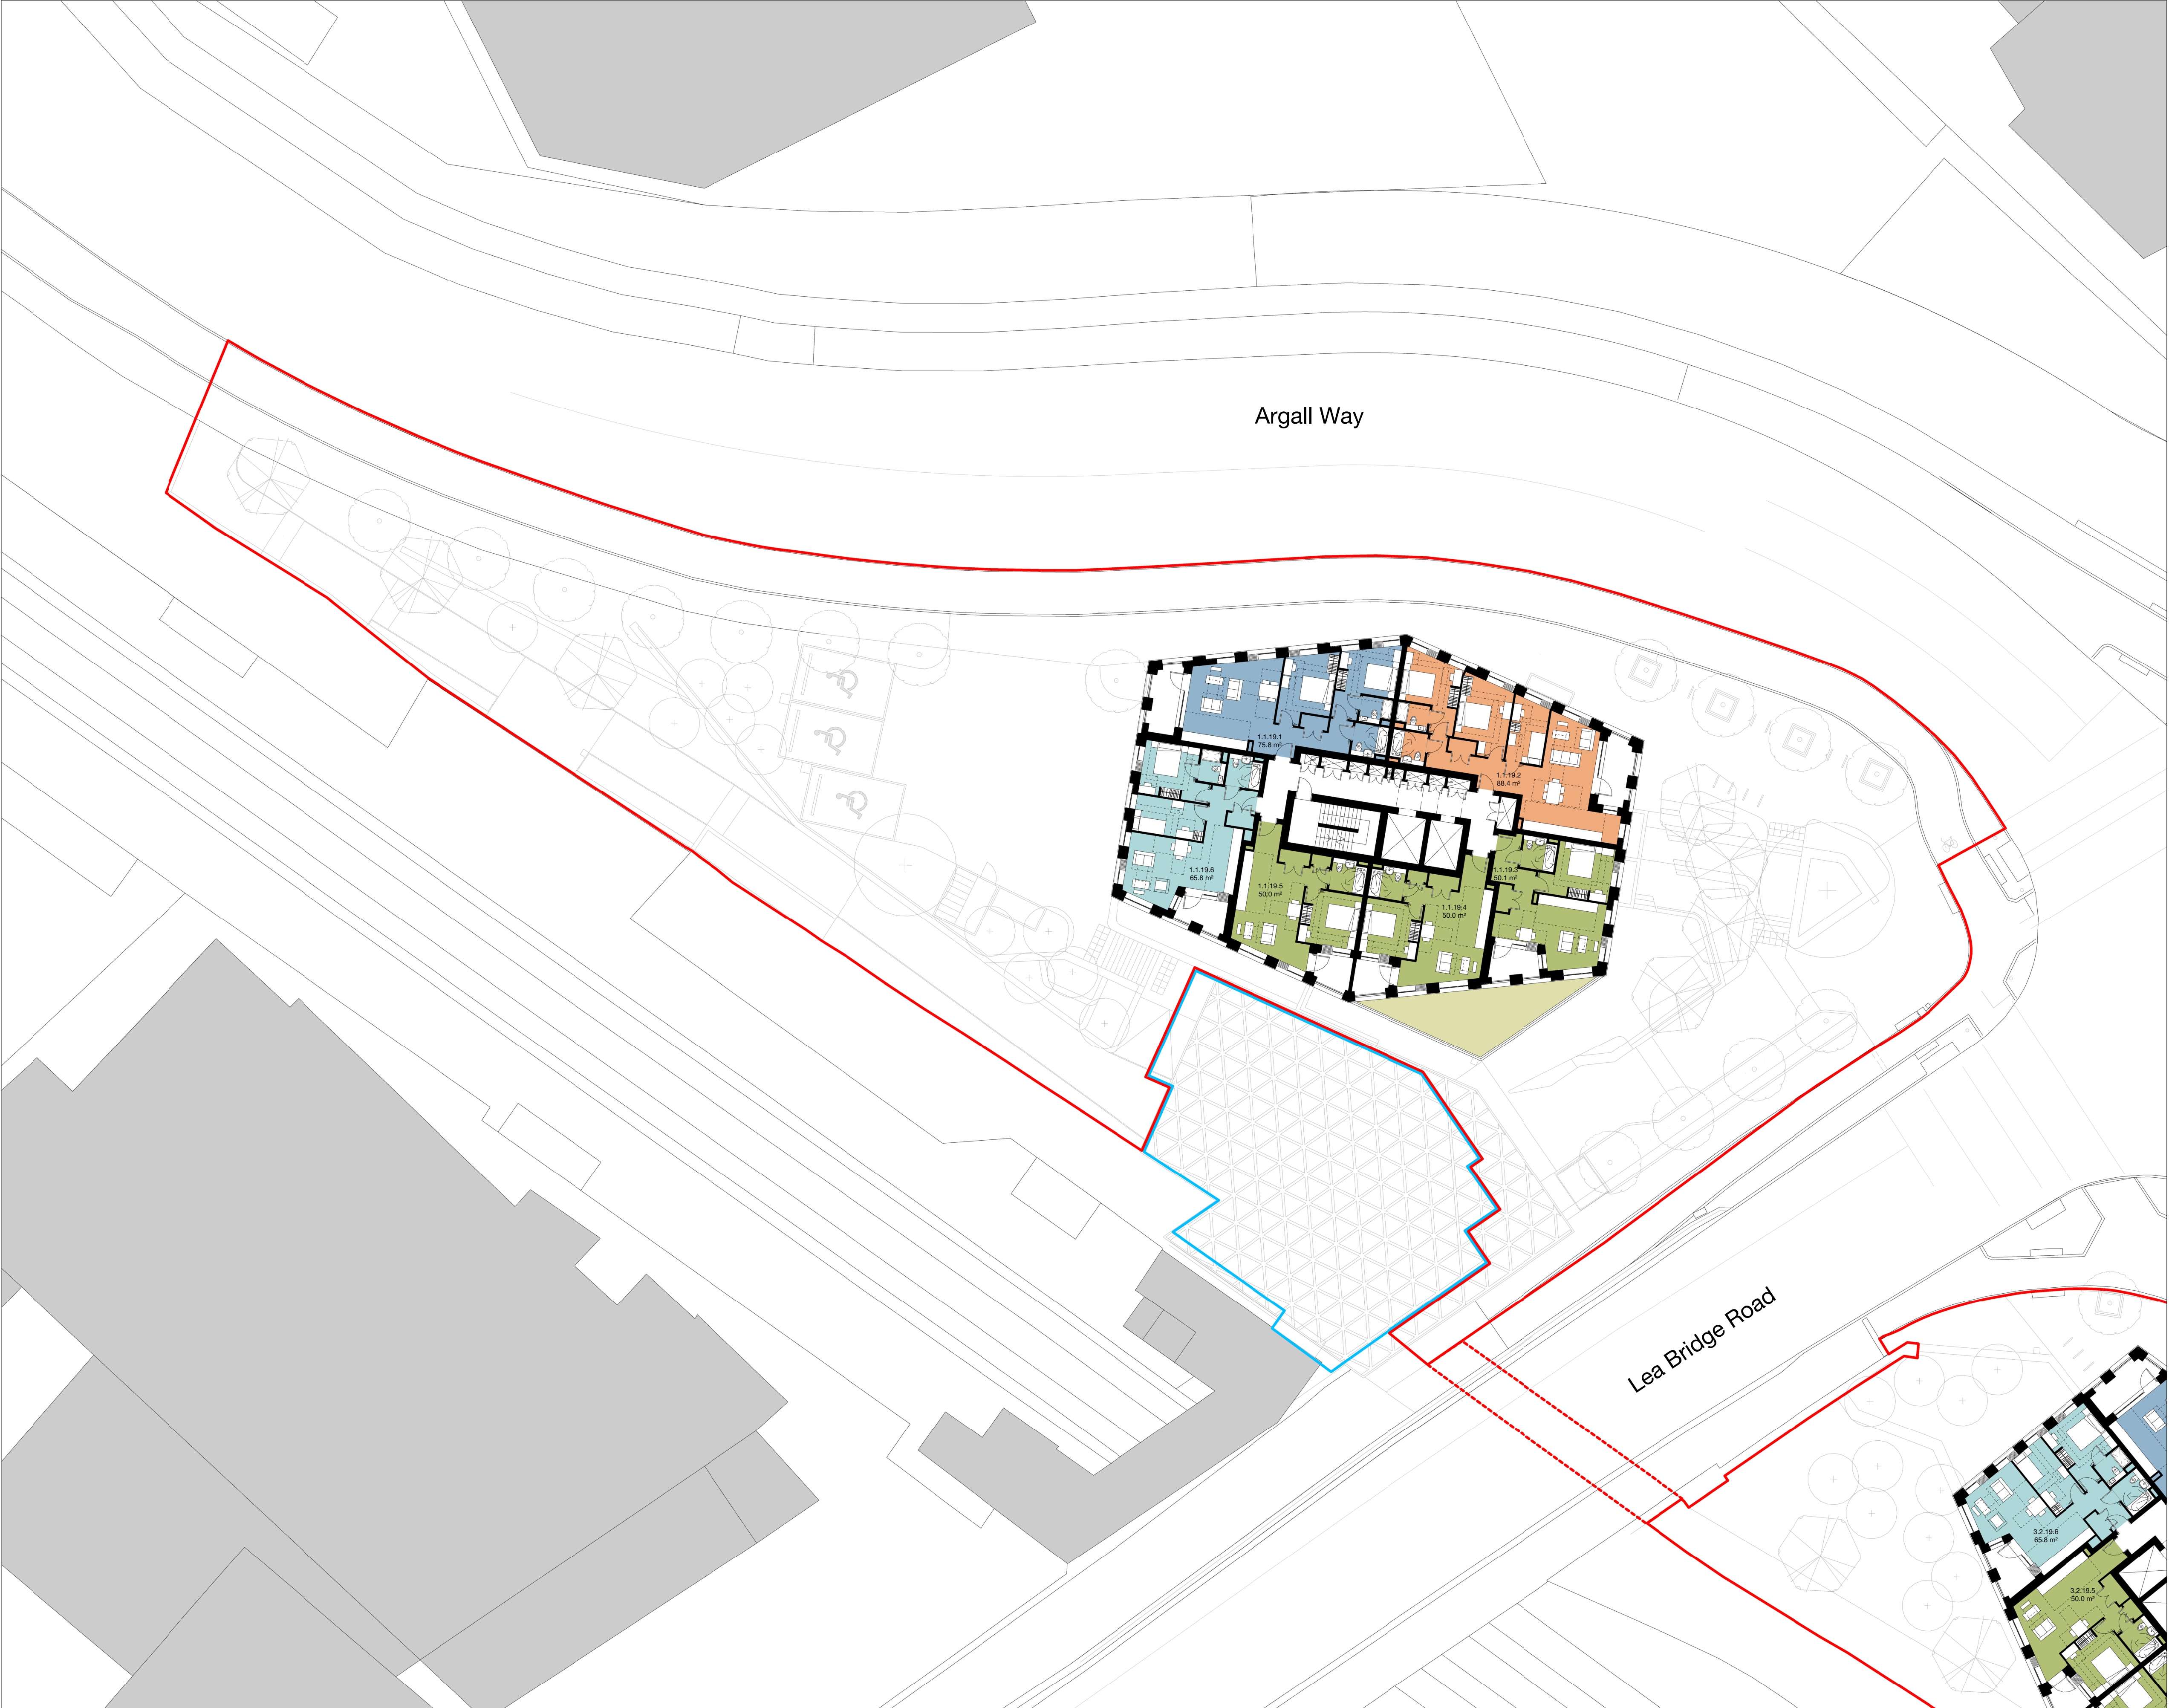 Argall Way
1.1.19.1
75.8 m²
1.1.19.2
88.4 m²
1.1.19.6
65.8 m²
1.1.19.5
50.0 m²
1.1.19.3
50.1 m²
1.1.19.4
50.0 m²
Lea Bridge Road
3.2.19.6
65.8 m²
3.2.19.5
50.0 m²